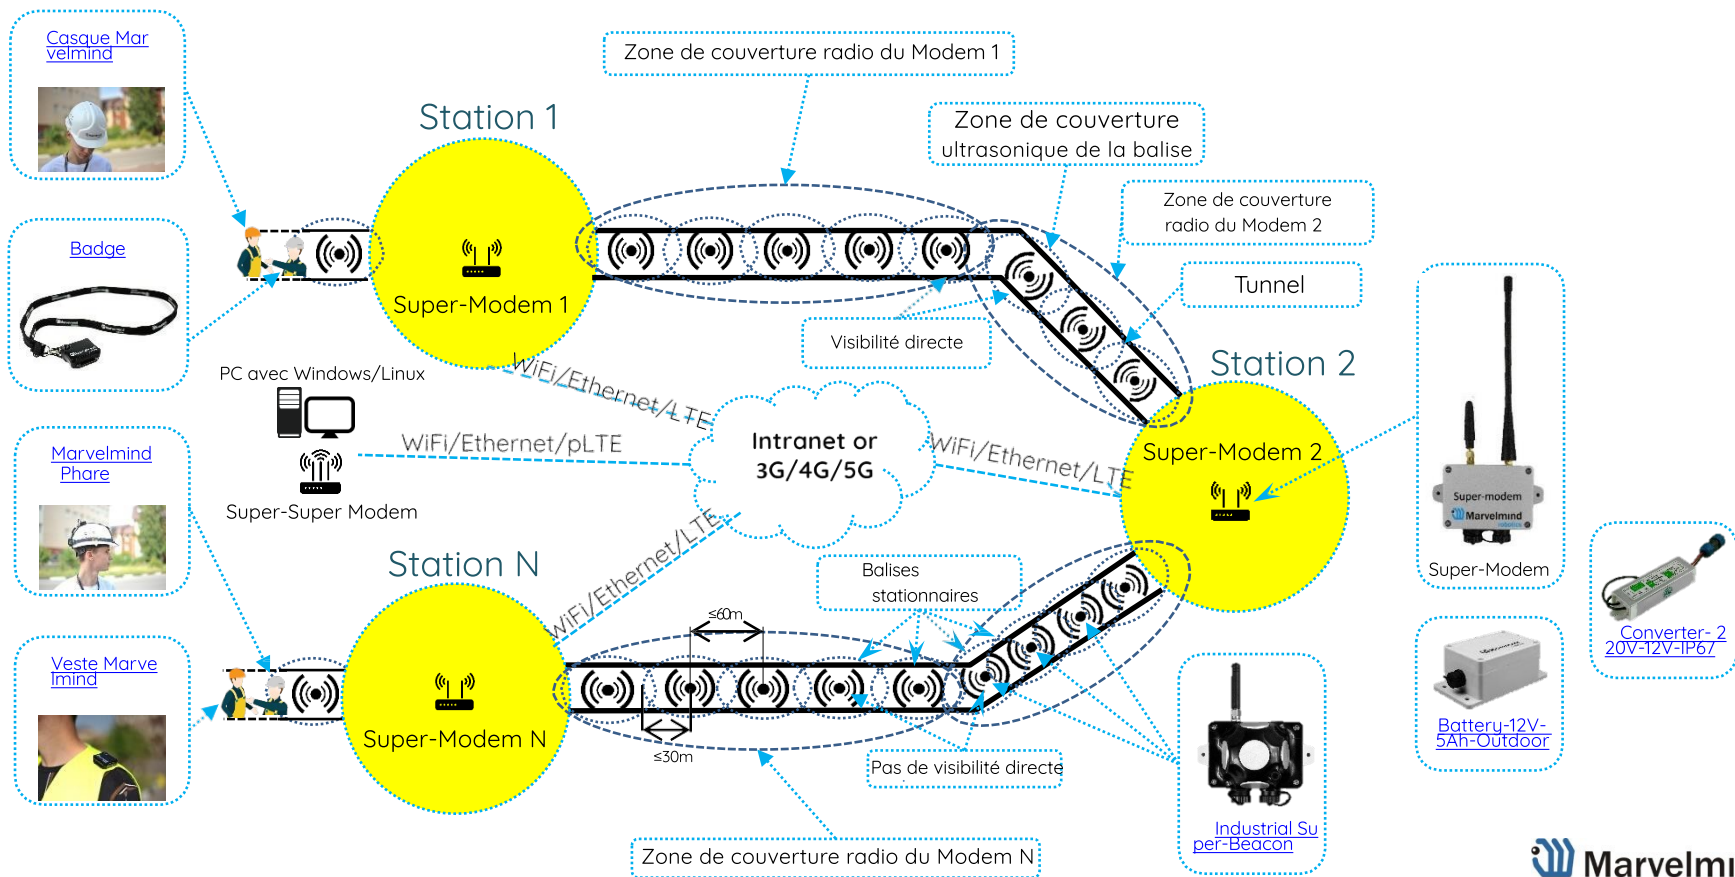 Casque Mar
velmind
Zone de couverture radio du Modem 1
Station 1
Zone de couverture
ultrasonique de la balise
Zone de couverture
radio du Modem 2
Badge
Super-Modem 1
Tunnel
Visibilité directe
Station 2
PC avec Windows/Linux
WiFi/Ethernet/LTE
WiFi/Ethernet/pLTE
Intranet or
3G/4G/5G
WiFi/Ethernet/LTE
Super-Modem 2
Marvelmind
Phare
Super-Super Modem
Super-modem
Marvelmind
robotics
Super-Modem
WiFi/Ethernet/LTE
Station N
Balises
stationnaires
≤60m
Converter- 2
20V-12V-IP67
Veste Marve
lmind
Super-Modem N
≤30m
Pas de visibilité directe
Battery-12V-
5Ah-Outdoor
Industrial Su
per-Beacon
Zone de couverture radio du Modem N
Marvelmi